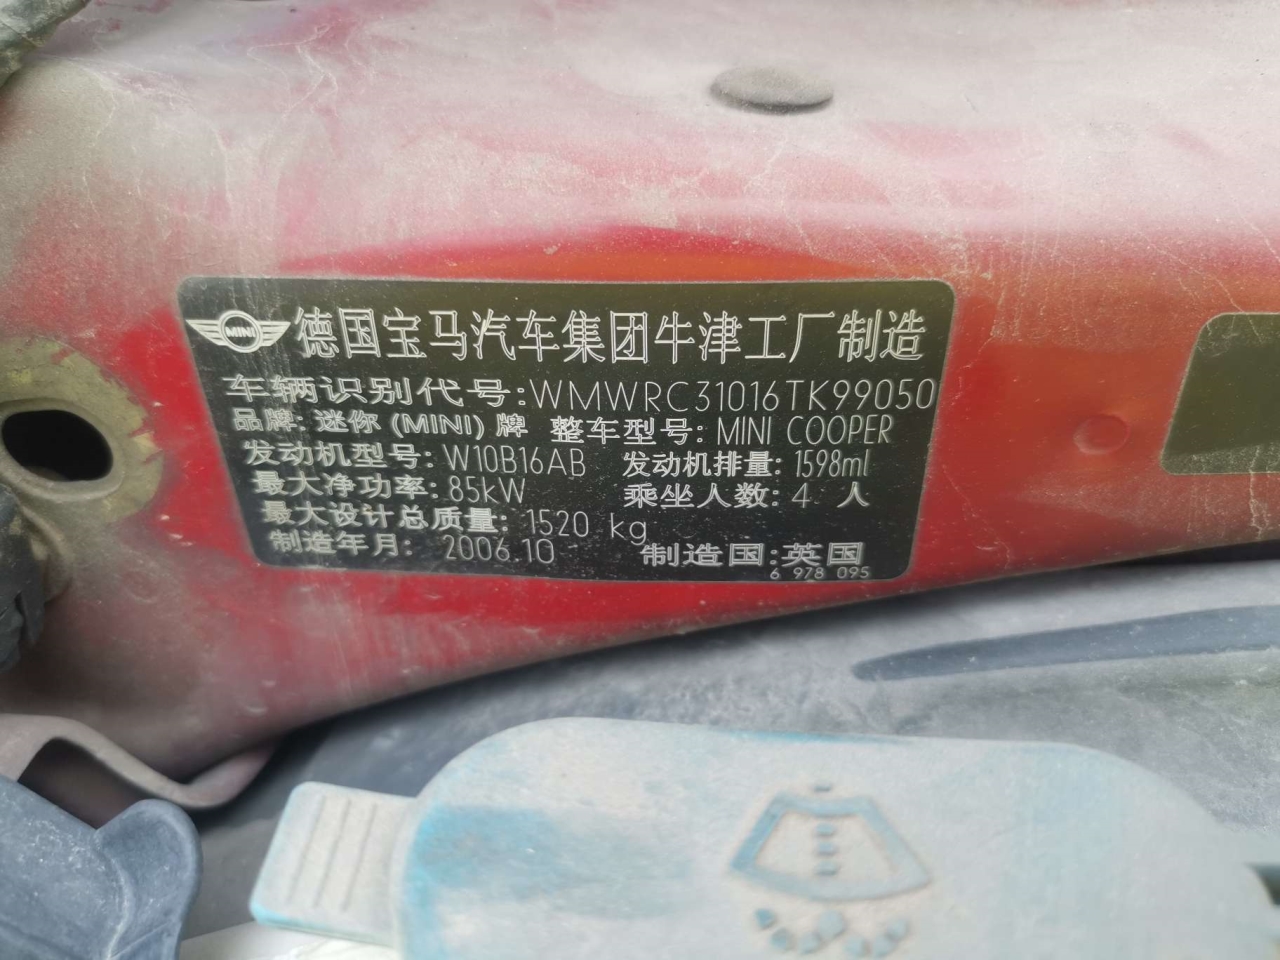 MINI 德国宝马汽车集团牛津工厂制造
车辆识别代号:WMWRC31016TK99050
品牌:迷你(MINI)牌 整车型号:MINI COOPER
发动机型号:W10B16AB 发动机排量:1598ml
最大净功率:85kW 乘坐人数:4 人
最大设计总质量:1520 kg
制造年月:2006.10 制造国:英国
6 978 095